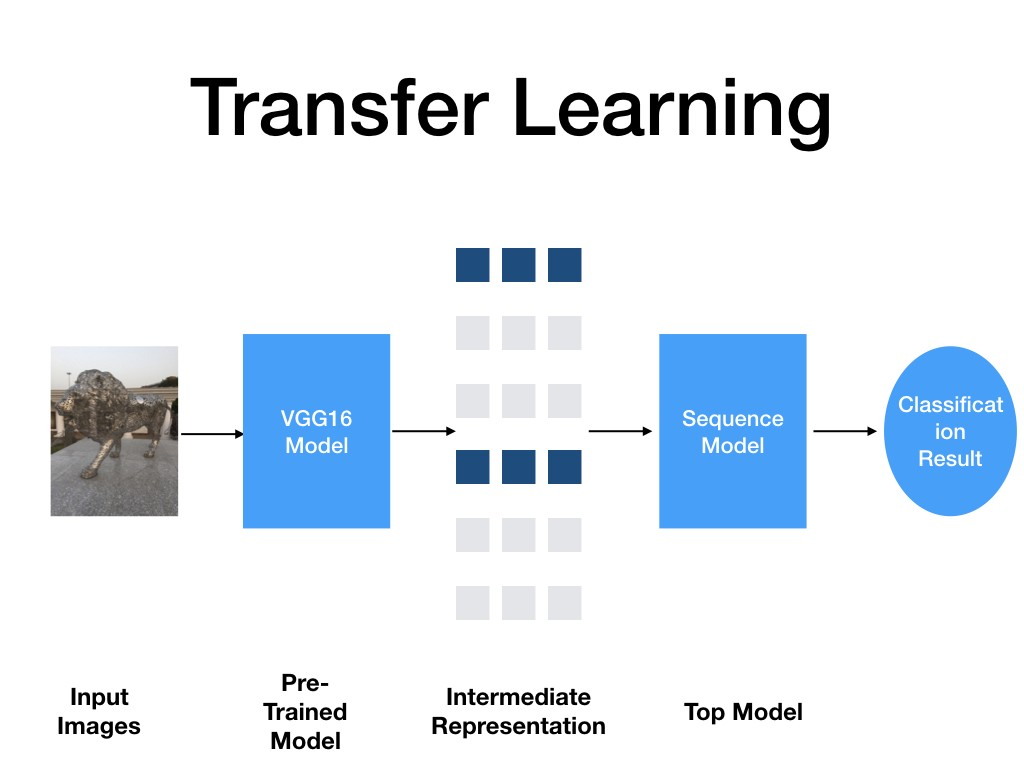 Transfer Learning
VGG16
Model
Sequence
Model
Classificat
ion
Result
Input
Images
Pre-
Trained
Model
Intermediate
Representation
Top Model